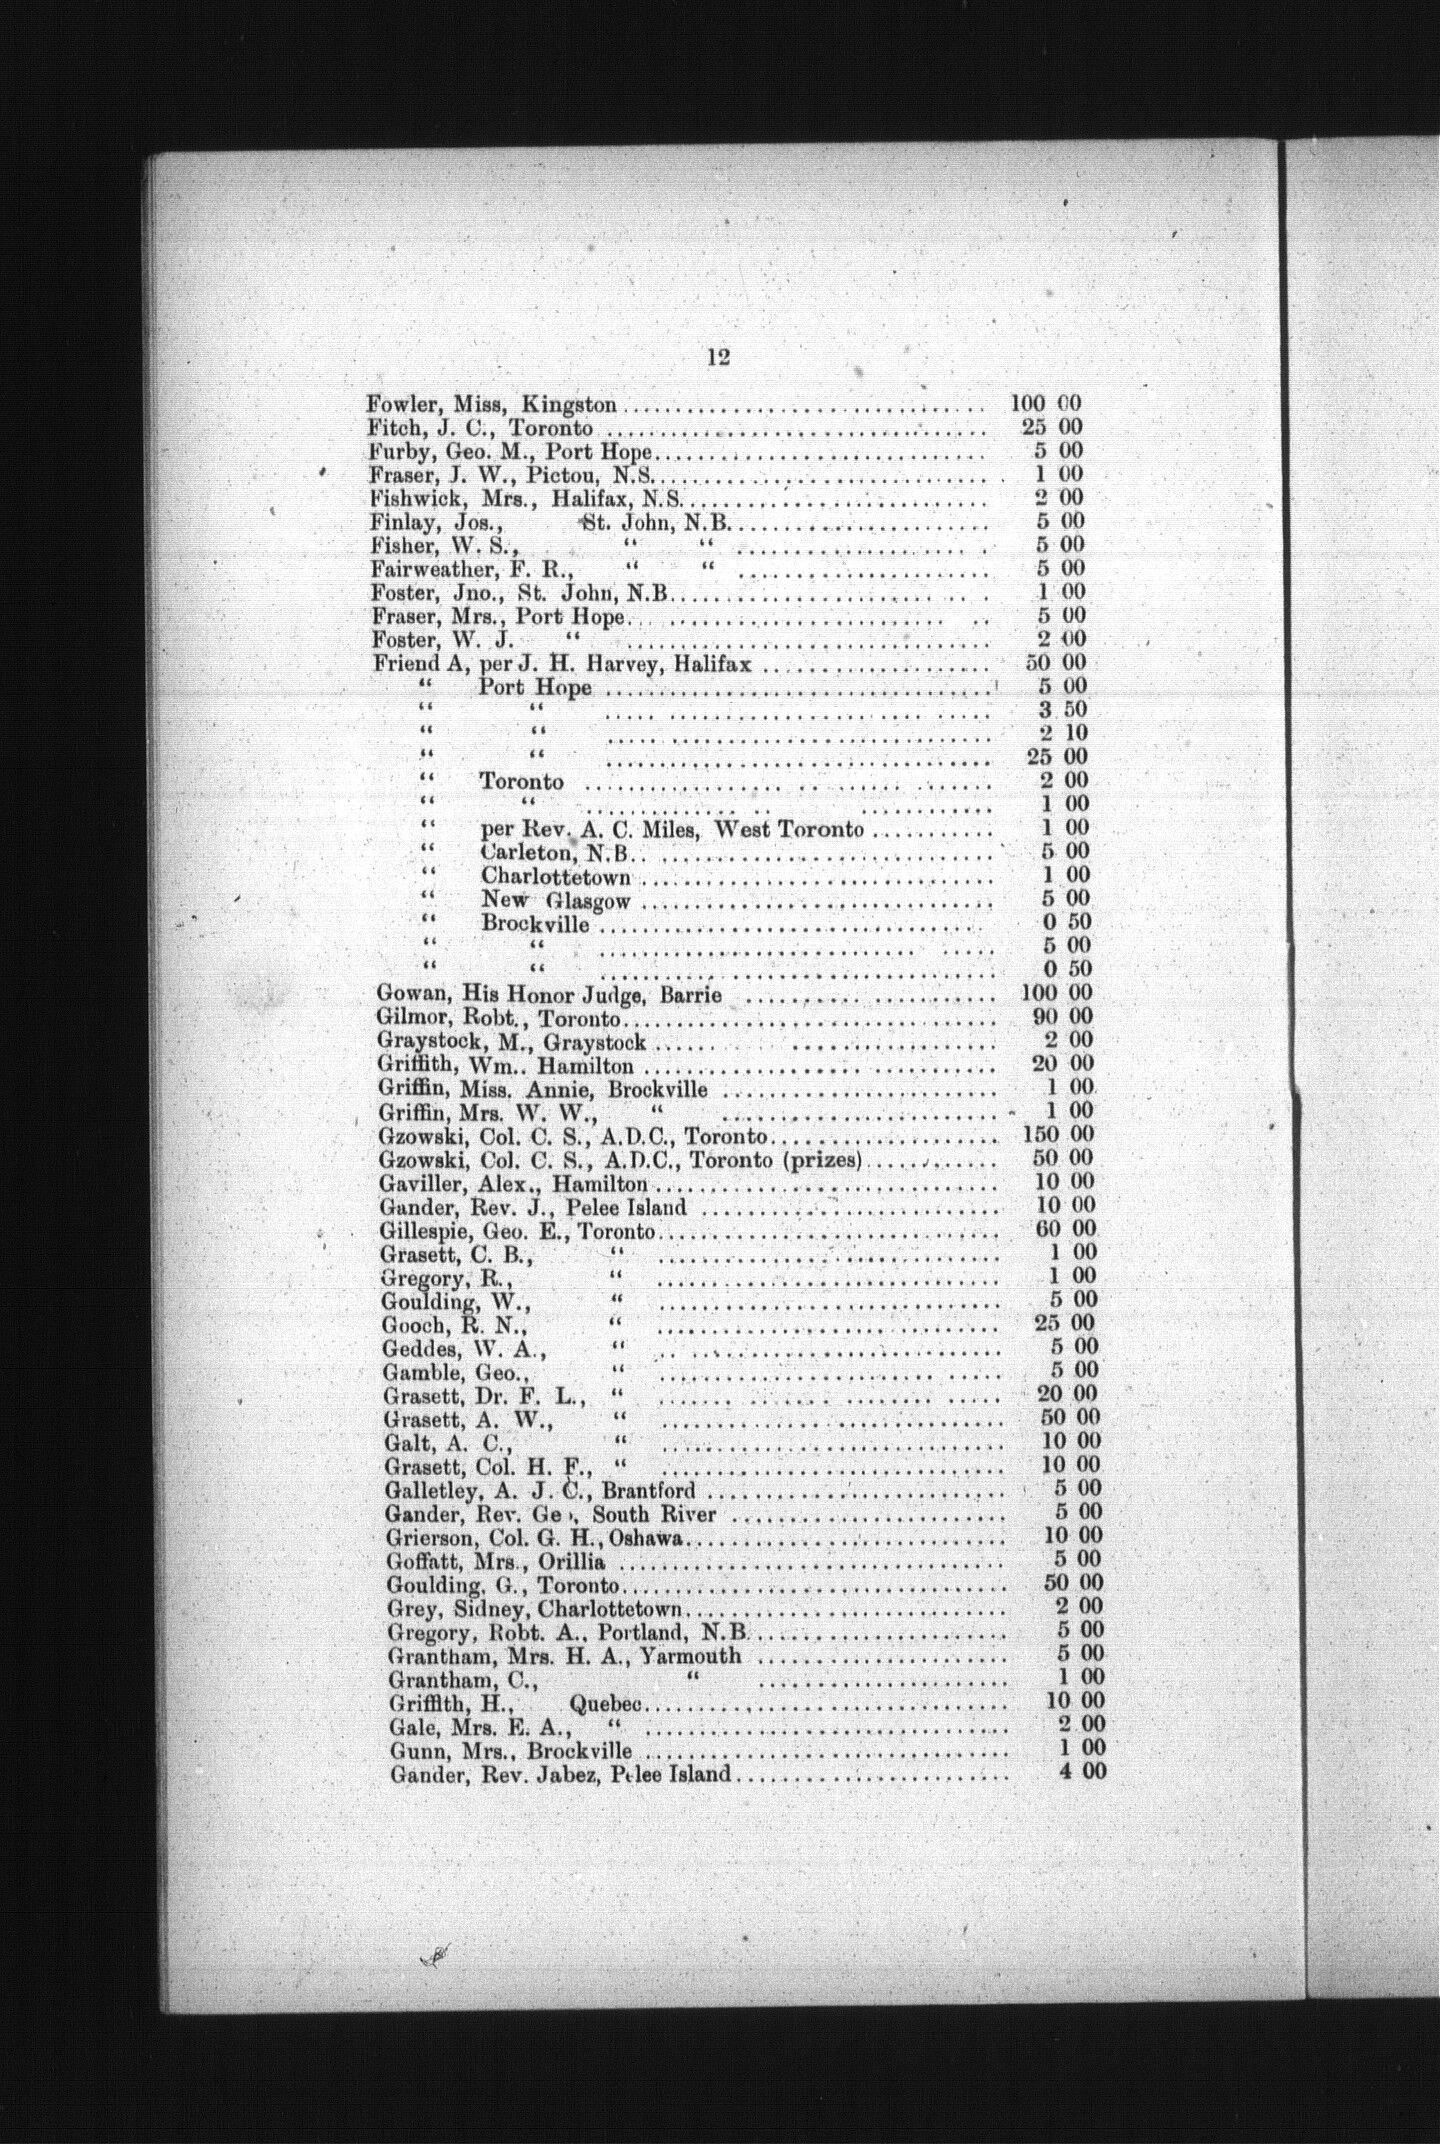 12
Fowler, Miss, Kingston .............................. 100 00
Fitch, J. C., Toronto .............................. 25 00
Furby, Geo. M., Port Hope .............................. 5 00
Fraser, J. W., Pictou, N.S. .............................. 1 00
Fishwick, Mrs., Halifax, N.S. .............................. 2 00
Finlay, Jos., St. John, N.B. .............................. 5 00
Fisher, W. S., “ “ .............................. 5 00
Fairweather, F. R., “ “ .............................. 5 00
Foster, Jno., St. John, N.B. .............................. 1 00
Fraser, Mrs., Port Hope .............................. 5 00
Foster, W. J. “ .............................. 2 00
Friend A, per J. H. Harvey, Halifax .............................. 50 00
“ Port Hope .............................. 5 00
“ “ .............................. 3 50
“ “ .............................. 2 10
“ “ .............................. 25 00
“ Toronto .............................. 2 00
“ “ .............................. 1 00
“ per Rev. A. C. Miles, West Toronto .............................. 1 00
“ Carleton, N.B. .............................. 5 00
“ Charlottetown .............................. 1 00
“ New Glasgow .............................. 5 00
“ Brockville .............................. 0 50
“ “ .............................. 5 00
“ “ .............................. 0 50
Gowan, His Honor Judge, Barrie .............................. 100 00
Gilmor, Robt., Toronto .............................. 90 00
Graystock, M., Graystock .............................. 2 00
Griffith, Wm.. Hamilton .............................. 20 00
Griffin, Miss. Annie, Brockville .............................. 1 00
Griffin, Mrs. W. W., “ .............................. 1 00
Gzowski, Col. C. S., A.D.C., Toronto .............................. 150 00
Gzowski, Col. C. S., A.D.C., Toronto (prizes) .............................. 50 00
Gaviller, Alex., Hamilton .............................. 10 00
Gander, Rev. J., Pelee Island .............................. 10 00
Gillespie, Geo. E., Toronto .............................. 60 00
Grasett, C. B., “ .............................. 1 00
Gregory, R., “ .............................. 1 00
Goulding, W., “ .............................. 5 00
Gooch, R. N., “ .............................. 25 00
Geddes, W. A., “ .............................. 5 00
Gamble, Geo., “ .............................. 5 00
Grasett, Dr. F. L., “ .............................. 20 00
Grasett, A. W., “ .............................. 50 00
Galt, A. C., “ .............................. 10 00
Grasett, Col. H. F., “ .............................. 10 00
Galletley, A. J. C., Brantford .............................. 5 00
Gander, Rev. Ge , South River .............................. 5 00
Grierson, Col. G. H., Oshawa .............................. 10 00
Goffatt, Mrs., Orillia .............................. 5 00
Goulding, G., Toronto .............................. 50 00
Grey, Sidney, Charlottetown .............................. 2 00
Gregory, Robt. A., Portland, N.B. .............................. 5 00
Grantham, Mrs. H. A., Yarmouth .............................. 5 00
Grantham, C., “ .............................. 1 00
Griffith, H., Quebec .............................. 10 00
Gale, Mrs. E. A., “ .............................. 2 00
Gunn, Mrs., Brockville .............................. 1 00
Gander, Rev. Jabez, Pelee Island .............................. 4 00